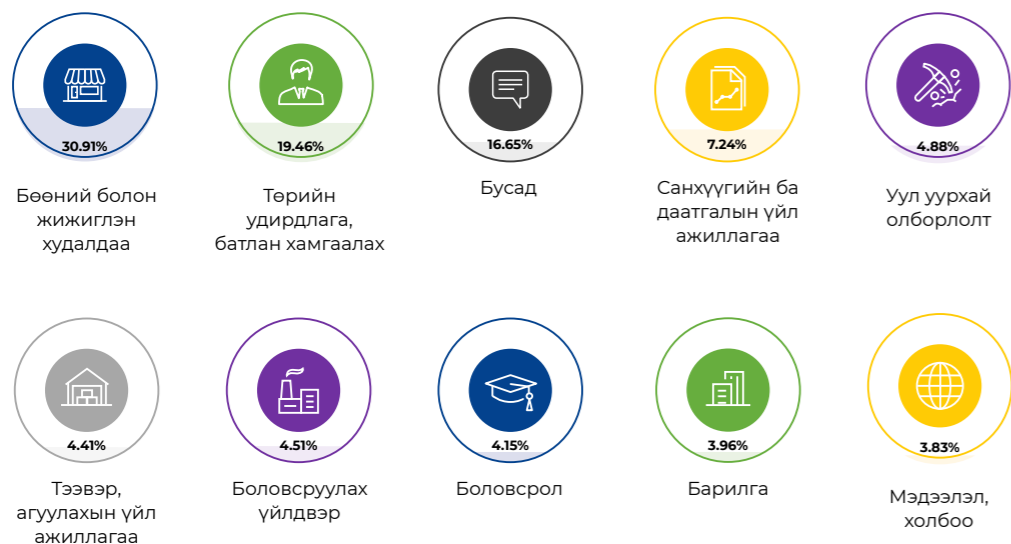 30.91%
Бөөний болон
жижиглэн
худалдаа
19.46%
Төрийн
удирдлага,
батлан хамгаалах
16.65%
Бусад
7.24%
Санхүүгийн ба
даатгалын үйл
ажиллагаа
4.88%
Уул уурхай
олборлолт
4.41%
Тээвэр,
агуулахын үйл
ажиллагаа
4.51%
Боловсруулах
үйлдвэр
4.15%
Боловсрол
3.96%
Барилга
3.83%
Мэдээлэл,
холбоо